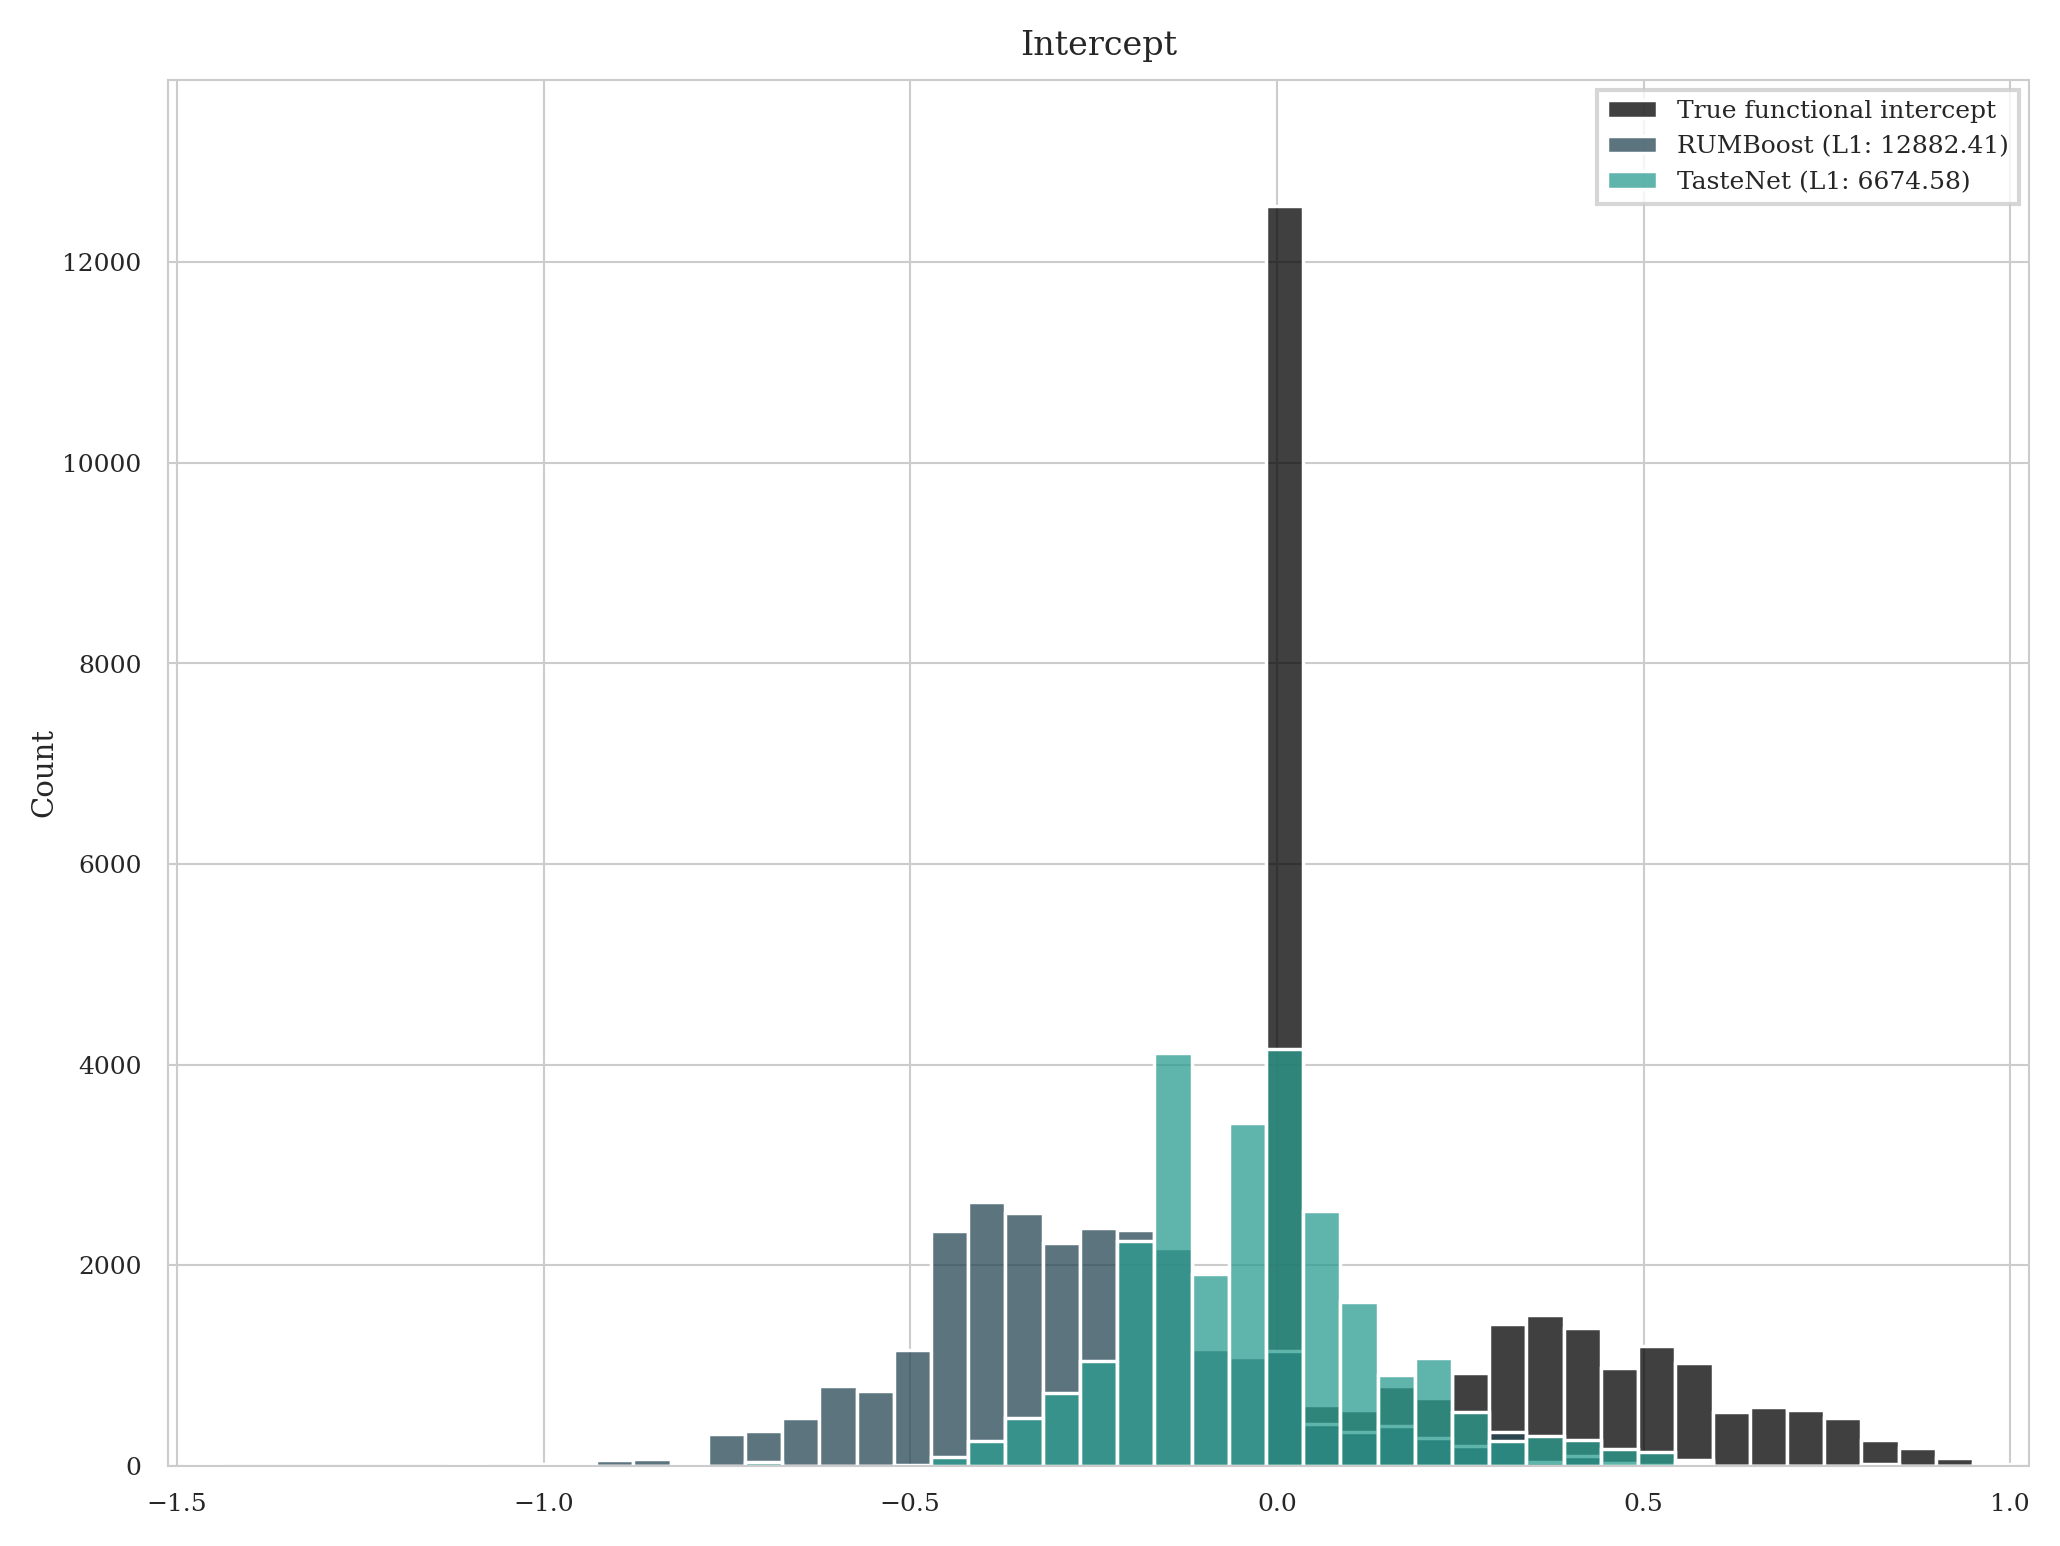 Intercept
True functional intercept
RUMBoost (L1: 12882.41)
TasteNet (L1: 6674.58)
Count
12000
10000
8000
6000
4000
2000
0
−1.5 −1.0 −0.5 0.0 0.5 1.0